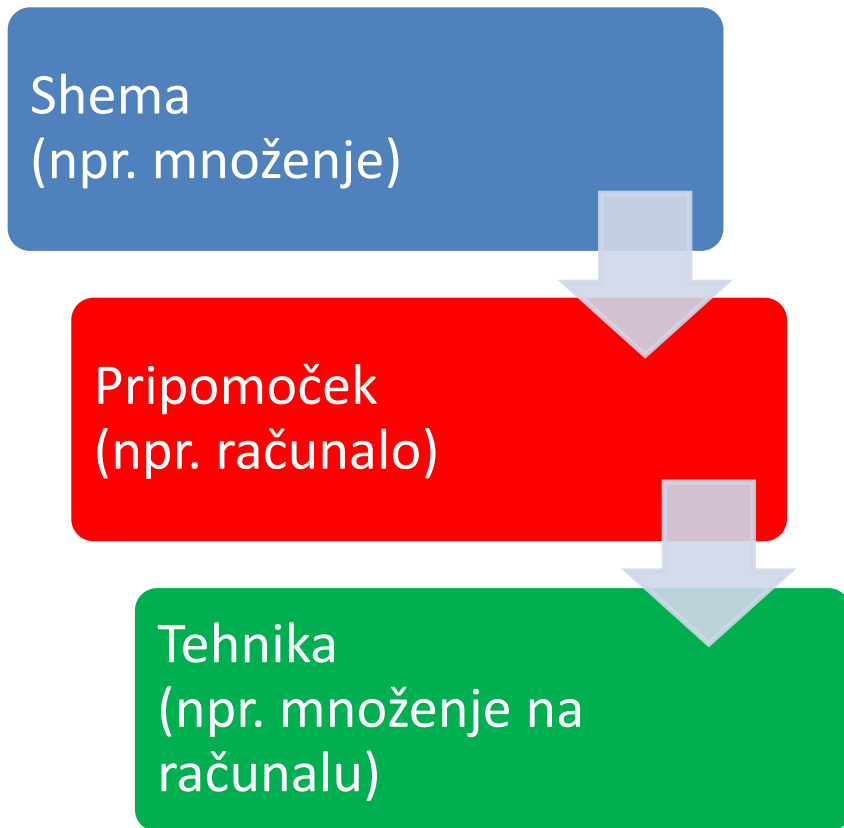 Shema
(npr. množenje)
Pripomoček
(npr. računalo)
Tehnika
(npr. množenje na
računalu)